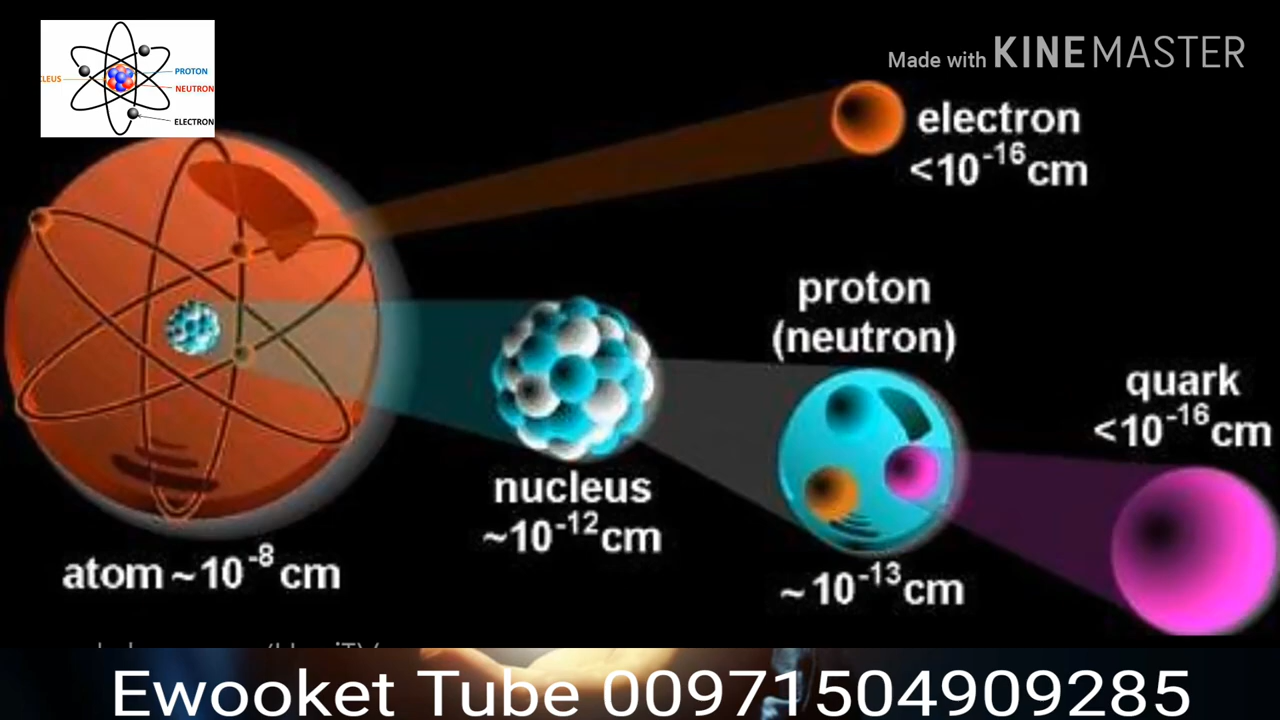 CLEUS
PROTON
NEUTRON
ELECTRON
Made with KINEMASTER
electron
<10⁻¹⁶cm
proton
(neutron)
quark
<10⁻¹⁶cm
nucleus
~10⁻¹²cm
atom ~10⁻⁸ cm
~10⁻¹³cm
Ewooket Tube 00971504909285